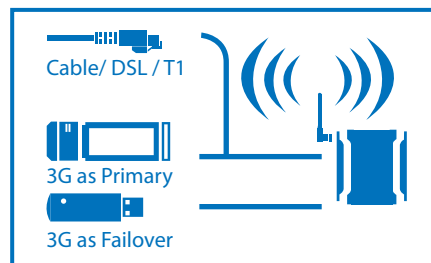 Cable/ DSL / T1
3G as Primary
3G as Failover